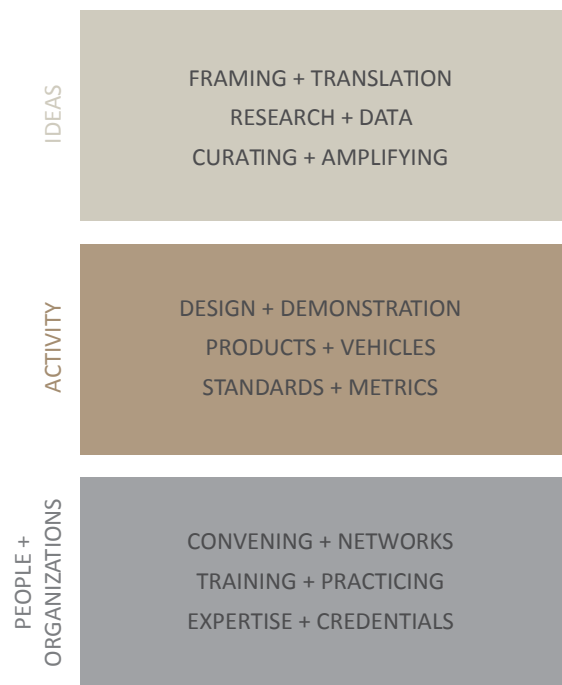 IDEAS
FRAMING + TRANSLATION
RESEARCH + DATA
CURATING + AMPLIFYING
ACTIVITY
DESIGN + DEMONSTRATION
PRODUCTS + VEHICLES
STANDARDS + METRICS
PEOPLE +
ORGANIZATIONS
CONVENING + NETWORKS
TRAINING + PRACTICING
EXPERTISE + CREDENTIALS